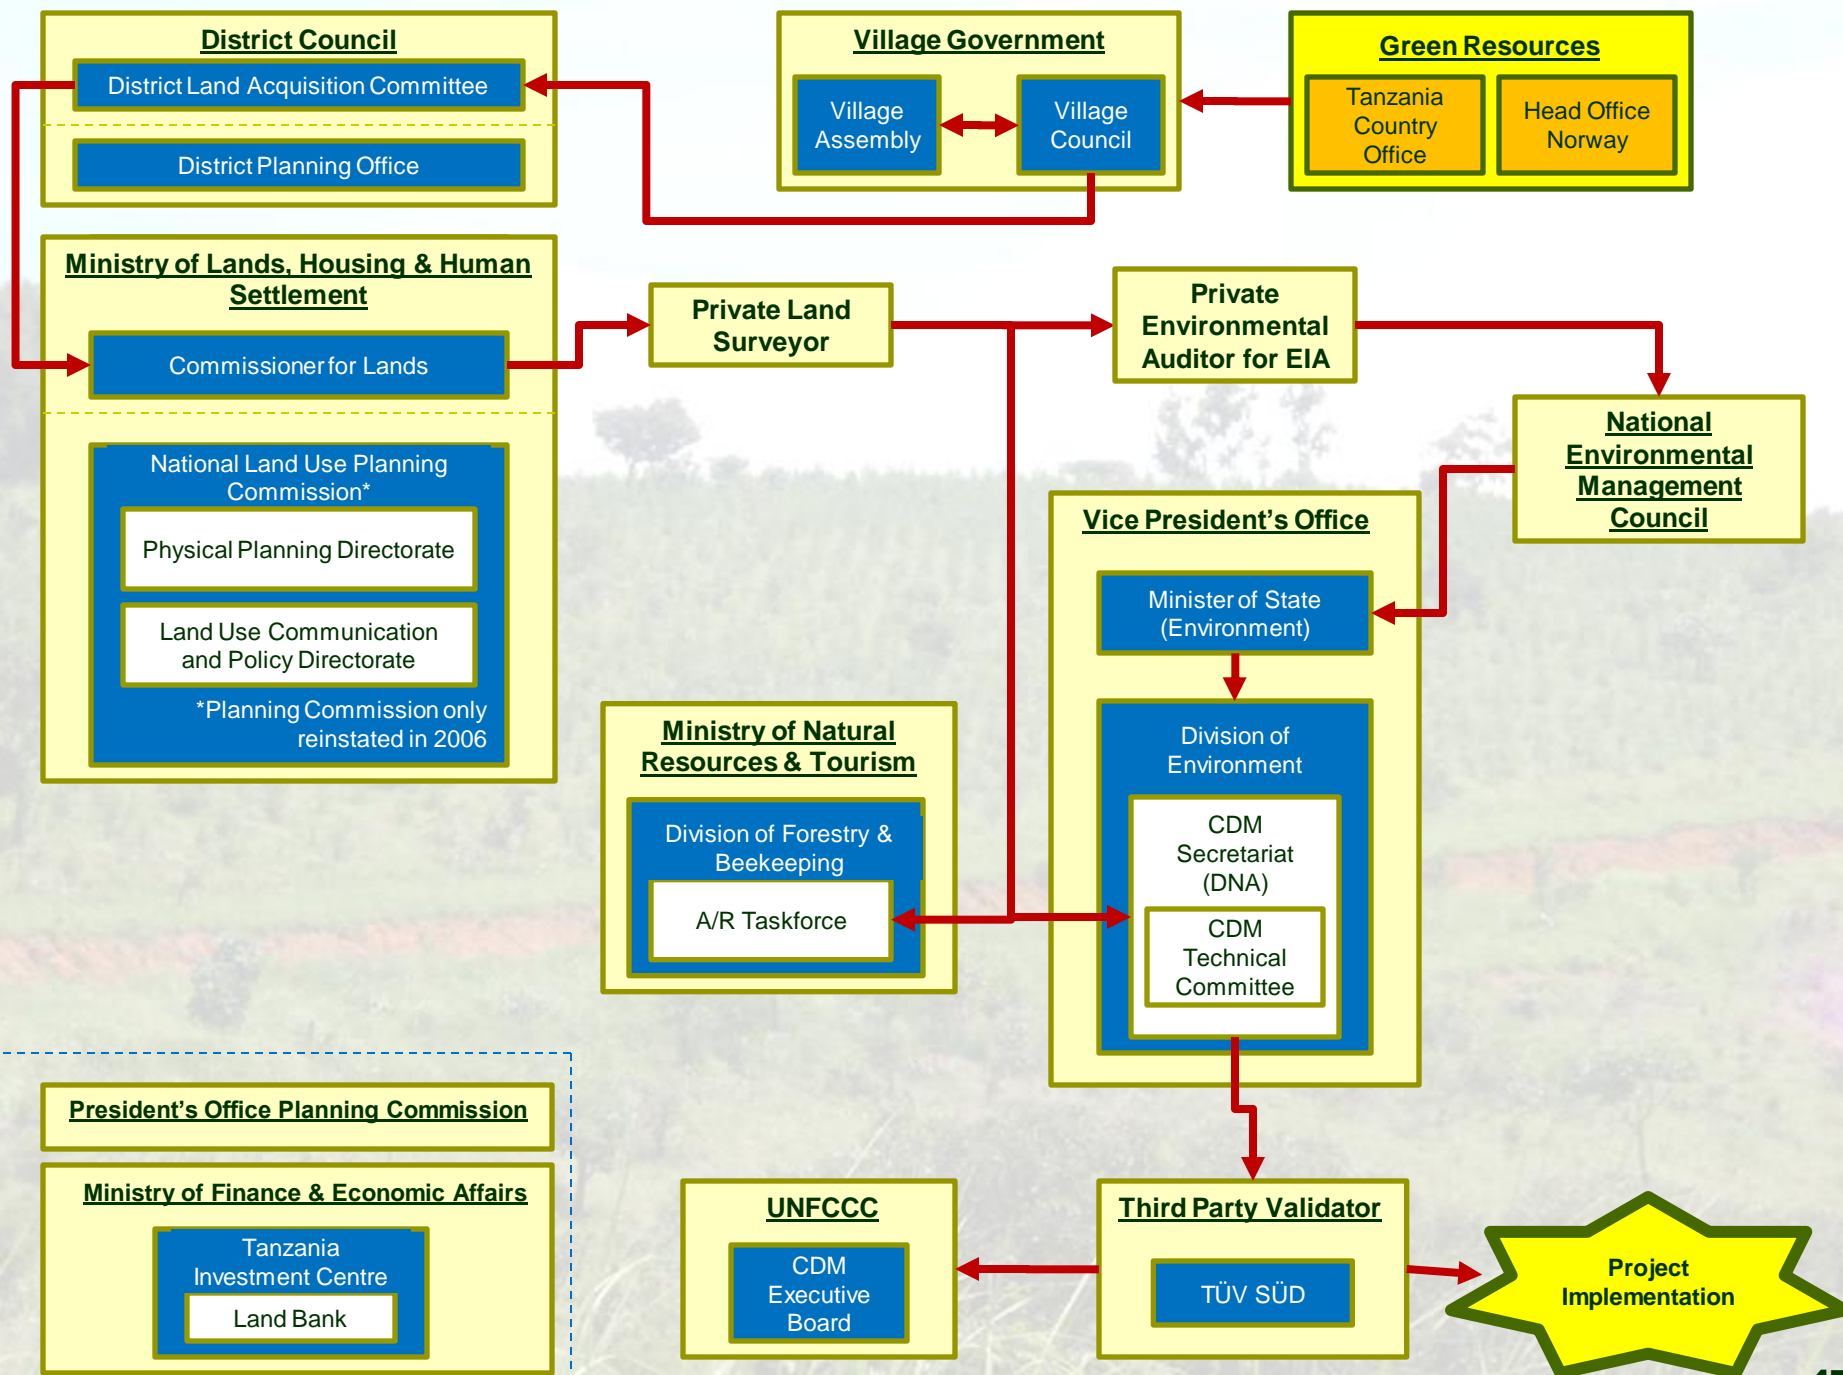 District Council
District Land Acquisition Committee
District Planning Office
Village Government
Village
Assembly
Village
Council
Green Resources
Tanzania
Country
Office
Head Office
Norway
Ministry of Lands, Housing & Human
Settlement
Commissioner for Lands
National Land Use Planning
Commission*
Physical Planning Directorate
Land Use Communication
and Policy Directorate
*Planning Commission only
reinstated in 2006
Private Land
Surveyor
Private
Environmental
Auditor for EIA
National
Environmental
Management
Council
Vice President's Office
Minister of State
(Environment)
Division of
Environment
CDM
Secretariat
(DNA)
CDM
Technical
Committee
Ministry of Natural
Resources & Tourism
Division of Forestry &
Beekeeping
A/R Taskforce
President's Office Planning Commission
Ministry of Finance & Economic Affairs
Tanzania
Investment Centre
Land Bank
UNFCCC
CDM
Executive
Board
Third Party Validator
TÜV SÜD
Project
Implementation